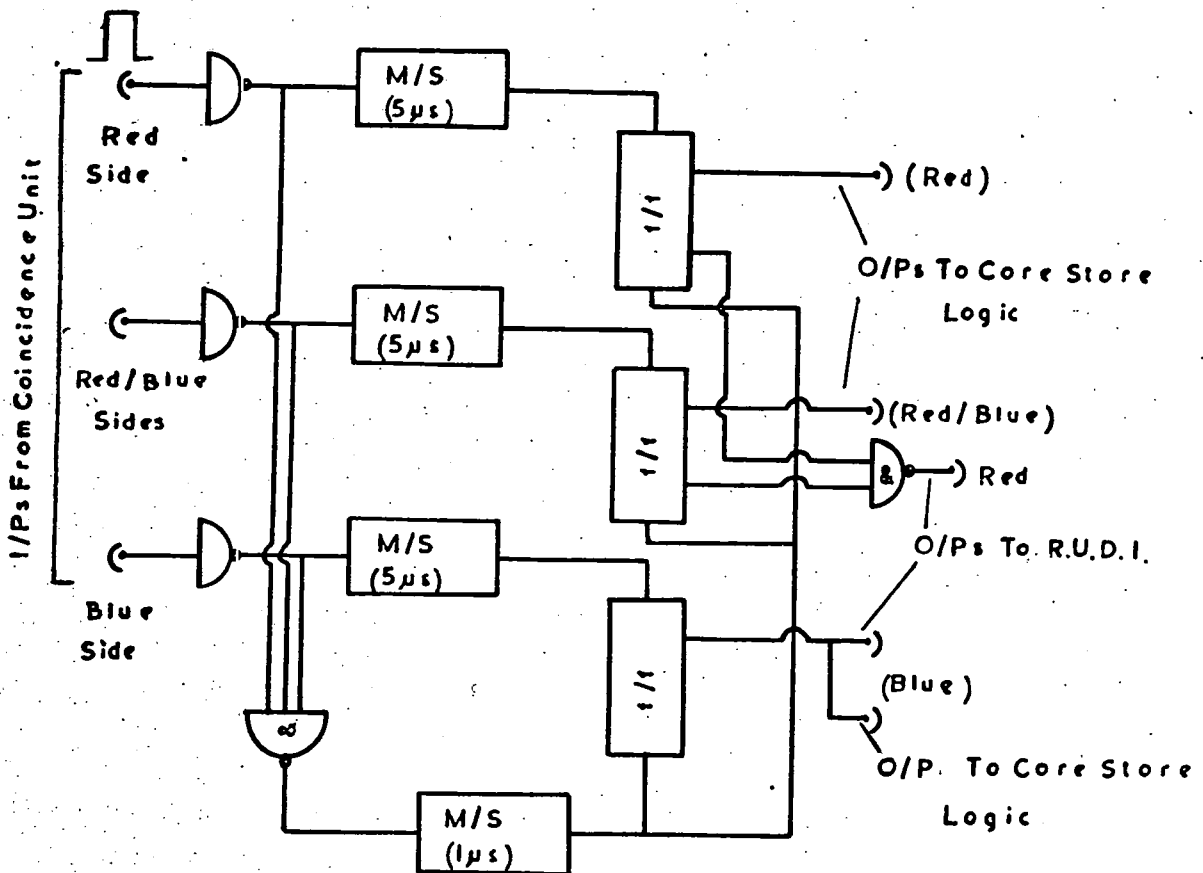 I/Ps From Coincidence Unit
Red
Side
M/S
(5µs)
f/f
(Red)
O/Ps To Core Store
Logic
Red/Blue
Sides
M/S
(5µs)
f/f
(Red/Blue)
&
Red
O/Ps To R.U.D.I.
Blue
Side
M/S
(5µs)
f/f
(Blue)
O/P. To Core Store
Logic
&
M/S
(1µs)